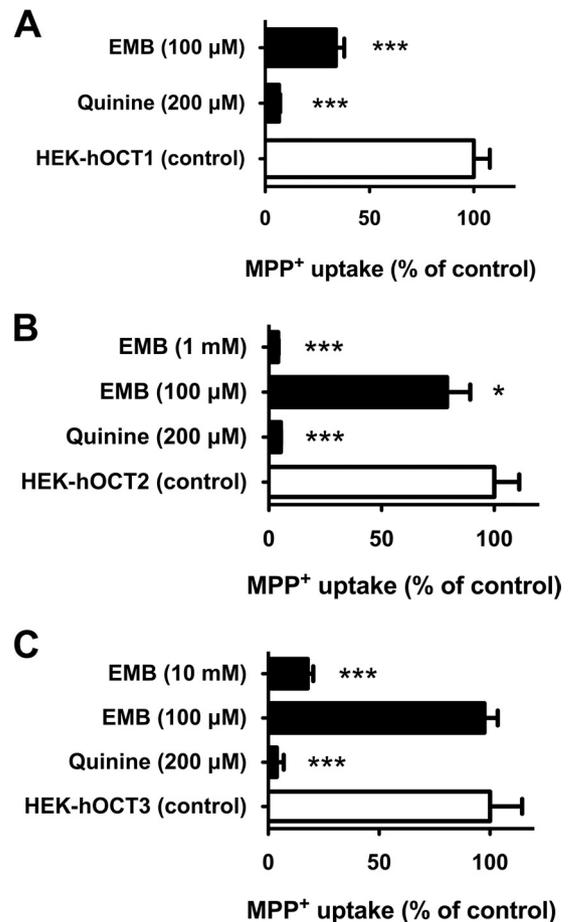 A
EMB (100 µM)
***
Quinine (200 µM)
***
HEK-hOCT1 (control)
0 50 100
MPP⁺ uptake (% of control)
B
EMB (1 mM)
***
EMB (100 µM)
*
Quinine (200 µM)
***
HEK-hOCT2 (control)
0 50 100
MPP⁺ uptake (% of control)
C
EMB (10 mM)
***
EMB (100 µM)
Quinine (200 µM)
***
HEK-hOCT3 (control)
0 50 100
MPP⁺ uptake (% of control)